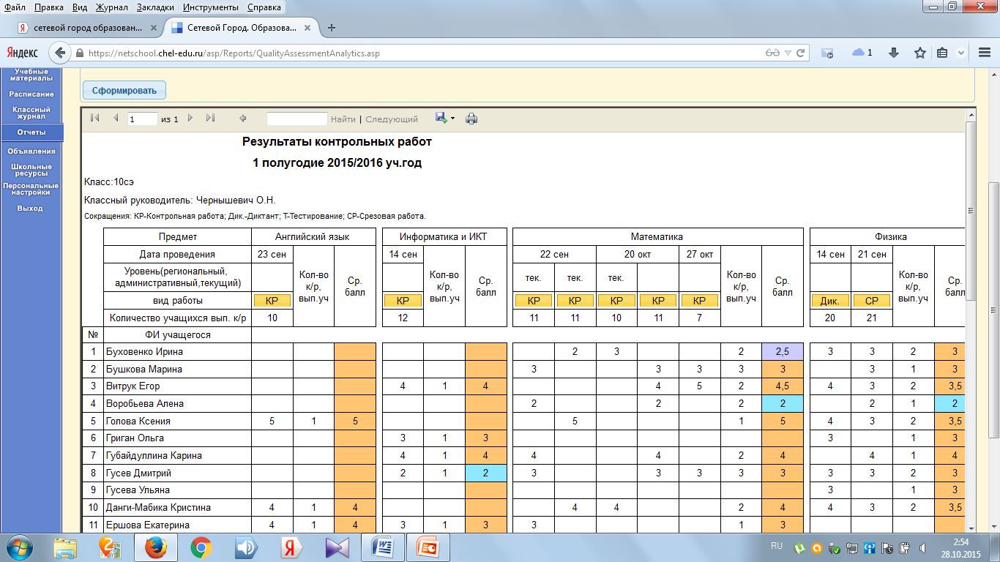 Файл Правка Вид Журнал Закладки Инструменты Справка
сетевой город образован... Сетевой Город. Образова...
Яндекс https://netschool.chel-edu.ru/asp/Reports/QualityAssessmentAnalytics.asp 1
Учебные материалы
Расписание
Классный журнал
Отчеты
Объявления
Школьные ресурсы
Персональные настройки
Выход
Сформировать
1 из 1 Найти | Следующий
Результаты контрольных работ
1 полугодие 2015/2016 уч.год
Класс:10сэ
Классный руководитель: Чернышевич О.Н.
Сокращения: КР-Контрольная работа; Дик.-Диктант; Т-Тестирование; СР-Срезовая работа.
Предмет Английский язык Информатика и ИКТ Математика Физика
Дата проведения 23 сен Кол-во к/р, вып.уч Ср. балл 14 сен Кол-во к/р, вып.уч Ср. балл 22 сен 20 окт 27 окт Кол-во к/р, вып.уч Ср. балл 14 сен 21 сен Кол-во к/р, вып.уч Ср. балл
Уровень(региональный, административный,текущий) тек. тек. тек.
вид работы КР КР КР КР КР КР КР Дик. СР
Количество учащихся вып. к/р 10 12 11 11 10 11 7 20 21
№ ФИ учащегося
1 Буховенко Ирина 2 3 2 2,5 3 3 2 3
2 Бушкова Марина 3 3 3 3 3 3 1 3
3 Витрук Егор 4 1 4 4 5 2 4,5 4 3 2 3,5
4 Воробьева Алена 2 2 2 2 2 1 2
5 Голова Ксения 5 1 5 5 1 5 4 3 2 3,5
6 Григан Ольга 3 1 3 3 1 3
7 Губайдуллина Карина 4 1 4 4 4 2 4 4 1 4
8 Гусев Дмитрий 2 1 2 3 3 3 3 3 3 3 2 3
9 Гусева Ульяна 3 1 3
10 Данги-Мабика Кристина 4 1 4 4 4 2 4 4 3 2 3,5
11 Ершова Екатерина 4 1 4 3 1 3 3 1 3
RU 2:54
28.10.2015